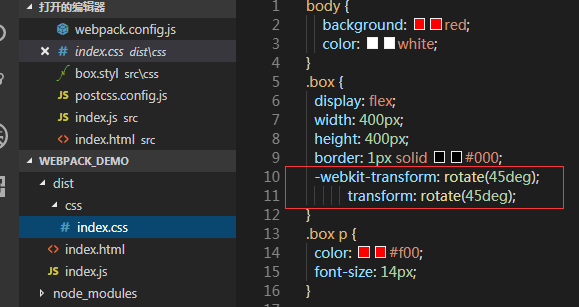 打开的编辑器
webpack.config.js
index.css dist\css
box.styl src\css
postcss.config.js
JS index.js src
index.html src
WEBPACK_DEMO
dist
css
# index.css
<> index.html
JS index.js
node_modules
1 body {
2 background: red;
3 color: white;
4 }
5 .box {
6 display: flex;
7 width: 400px;
8 height: 400px;
9 border: 1px solid #000;
10 -webkit-transform: rotate(45deg);
11 transform: rotate(45deg);
12 }
13 .box p {
14 color: #f00;
15 font-size: 14px;
16 }